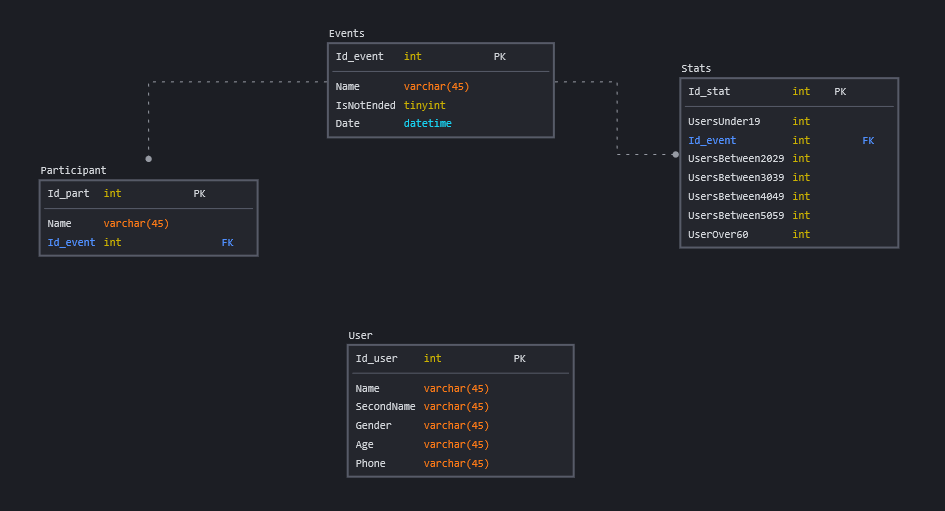 Events
Id_event int PK
Name varchar(45)
IsNotEnded tinyint
Date datetime
Stats
Id_stat int PK
UsersUnder19 int
Id_event int FK
UsersBetween2029 int
UsersBetween3039 int
UsersBetween4049 int
UsersBetween5059 int
UserOver60 int
Participant
Id_part int PK
Name varchar(45)
Id_event int FK
User
Id_user int PK
Name varchar(45)
SecondName varchar(45)
Gender varchar(45)
Age varchar(45)
Phone varchar(45)